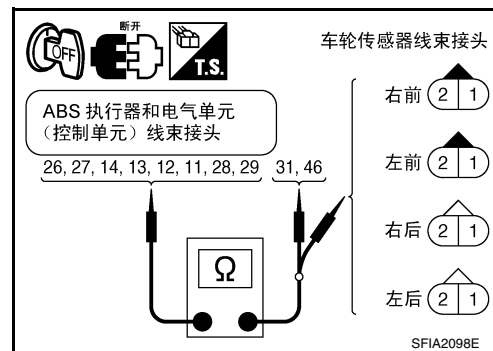 OFF
断开
T.S.
车轮传感器线束接头
ABS 执行器和电气单元
（控制单元）线束接头
26, 27, 14, 13, 12, 11, 28, 29
31, 46
右前 2 1
左前 2 1
右后 2 1
左后 2 1
Ω
SFIA2098E